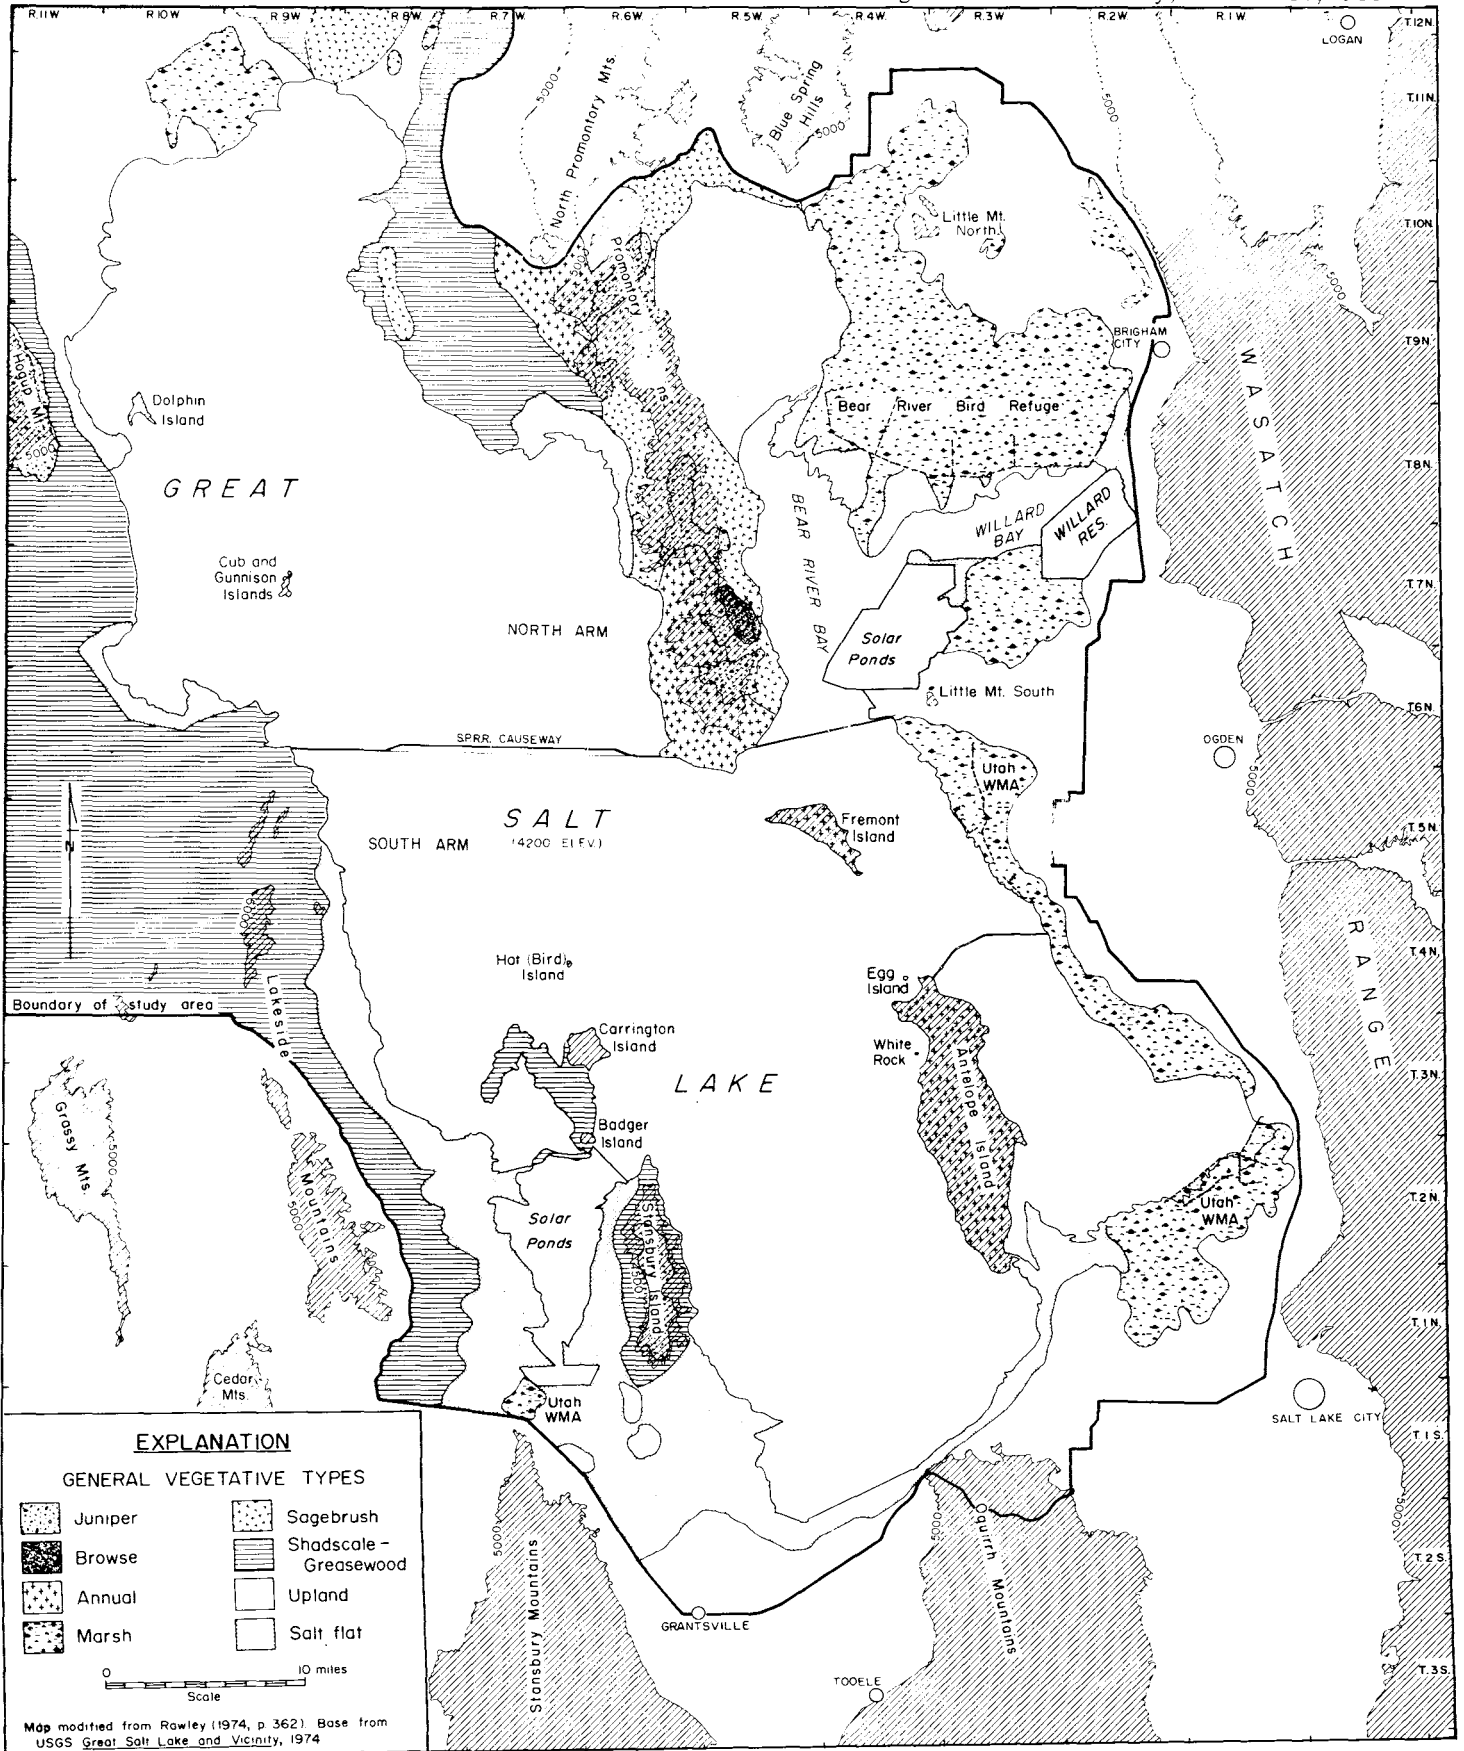 R.11W. R.10W. R.9W. R.8W. R.7W. R.6W. R.5W. R.4W. R.3W. R.2W. R.1W.
T.12N.
LOGAN
T.11N.
T.10N.
T.9N.
T.8N.
T.7N.
T.6N.
T.5N.
T.4N.
T.3N.
T.2N.
T.1N.
T.1S.
T.2S.
T.3S.
5000
North Promontory Mts.
Blue Spring
Hills
5000
5000
5000
Little Mt.
North
5000
Promontory
BRIGHAM
CITY
Hogup
5000
Dolphin
Island
Bear River Bird Refuge
WASATCH
GREAT
BEAR RIVER BAY
WILLARD
BAY
WILLARD
RES.
Cub and
Gunnison
Islands
NORTH ARM
Solar
Ponds
Little Mt. South
SPRR. CAUSEWAY
OGDEN
5000
Utah
WMA
SALT
(4200 ELEV.)
SOUTH ARM
Fremont
Island
N
5000
RANGE
Hat (Bird)
Island
Egg
Island
Boundary of study area
Lakeside
Mountains
5000
Carrington
Island
White
Rock
LAKE
Antelope Island
Grassy Mts.
5000
Badger
Island
Solar
Ponds
Stansbury Island
Utah
WMA
Cedar
Mts.
Utah
WMA
SALT LAKE CITY
5000
Stansbury Mountains
5000
Oquirrh Mountains
5000
GRANTSVILLE
TOOELE
EXPLANATION
GENERAL VEGETATIVE TYPES
Juniper
Browse
Annual
Marsh
Sagebrush
Shadscale -
Greasewood
Upland
Salt flat
0 10 miles
Scale
Map modified from Rawley (1974, p. 362). Base from
USGS Great Salt Lake and Vicinity, 1974